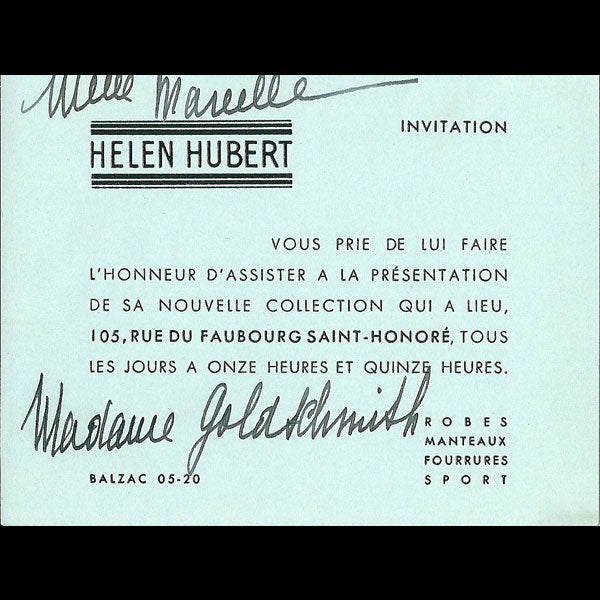 Melle Marcelle
INVITATION
HELEN HUBERT
VOUS PRIE DE LUI FAIRE
L'HONNEUR D'ASSISTER A LA PRÉSENTATION
DE SA NOUVELLE COLLECTION QUI A LIEU,
105, RUE DU FAUBOURG SAINT-HONORÉ, TOUS
LES JOURS A ONZE HEURES ET QUINZE HEURES.
Madame Goldschmith
ROBES
MANTEAUX
FOURRURES
BALZAC 05-20
SPORT